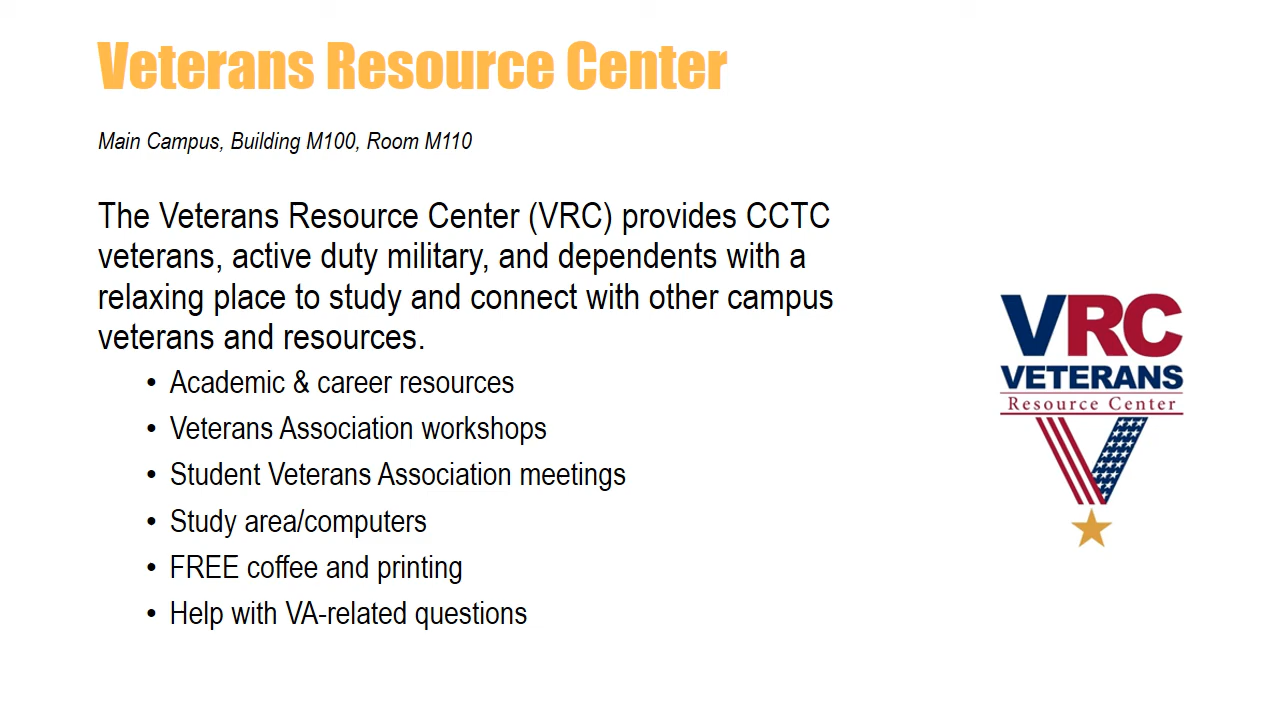 Veterans Resource Center
Main Campus, Building M100, Room M110
The Veterans Resource Center (VRC) provides CCTC
veterans, active duty military, and dependents with a
relaxing place to study and connect with other campus
veterans and resources.
• Academic & career resources
• Veterans Association workshops
• Student Veterans Association meetings
• Study area/computers
• FREE coffee and printing
• Help with VA-related questions
VRC
VETERANS
Resource Center